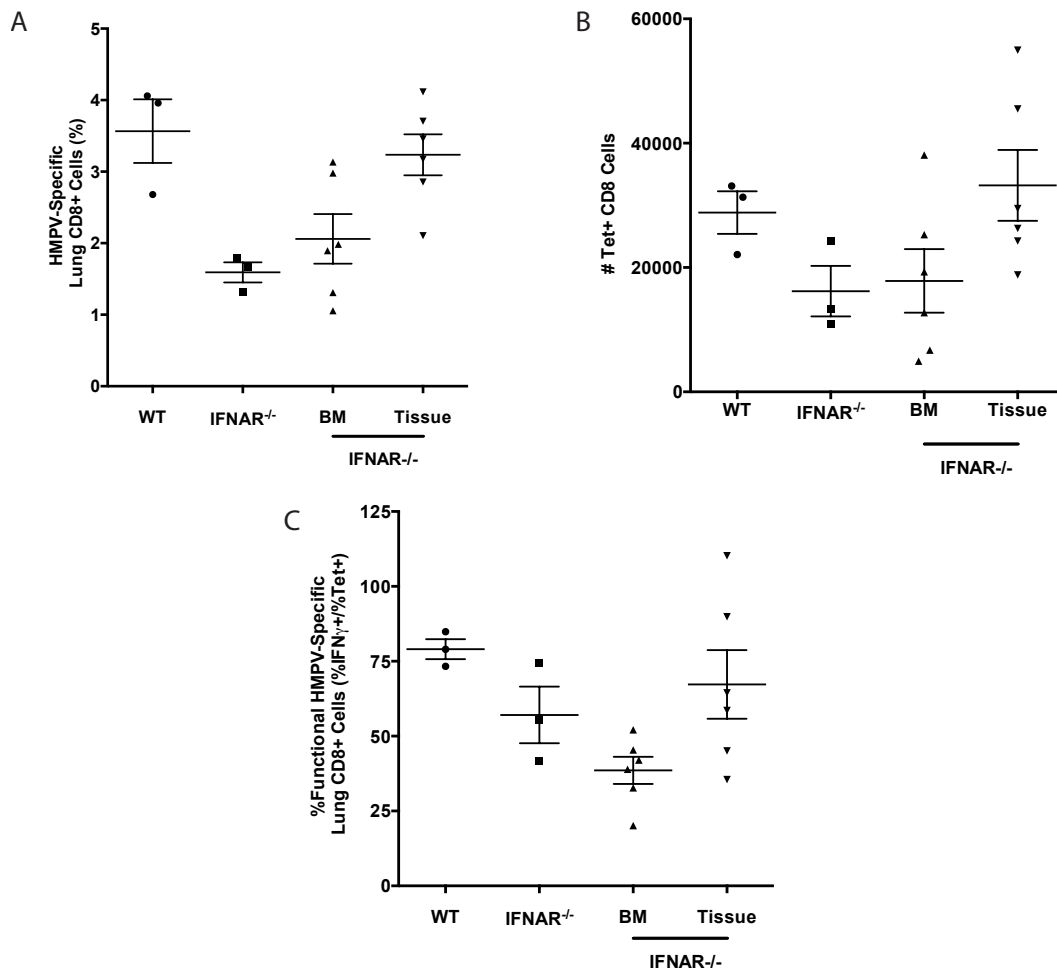 A
HMPV-Specific
Lung CD8+ Cells (%)
5
4
3
2
1
0
WT
IFNAR-/-
BM
Tissue
IFNAR-/-
B
# Tet+ CD8 Cells
60000
40000
20000
0
WT
IFNAR-/-
BM
Tissue
IFNAR-/-
C
%Functional HMPV-Specific
Lung CD8+ Cells (%IFNγ+/%Tet+)
125
100
75
50
25
0
WT
IFNAR-/-
BM
Tissue
IFNAR-/-